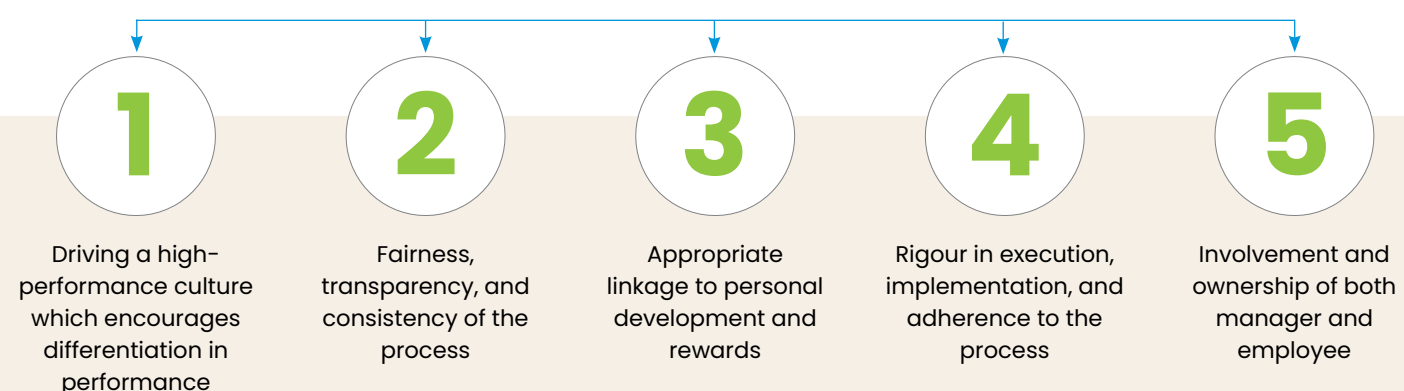 1
Driving a high-
performance culture
which encourages
differentiation in
performance
2
Fairness,
transparency, and
consistency of the
process
3
Appropriate
linkage to personal
development and
rewards
4
Rigour in execution,
implementation, and
adherence to the
process
5
Involvement and
ownership of both
manager and
employee